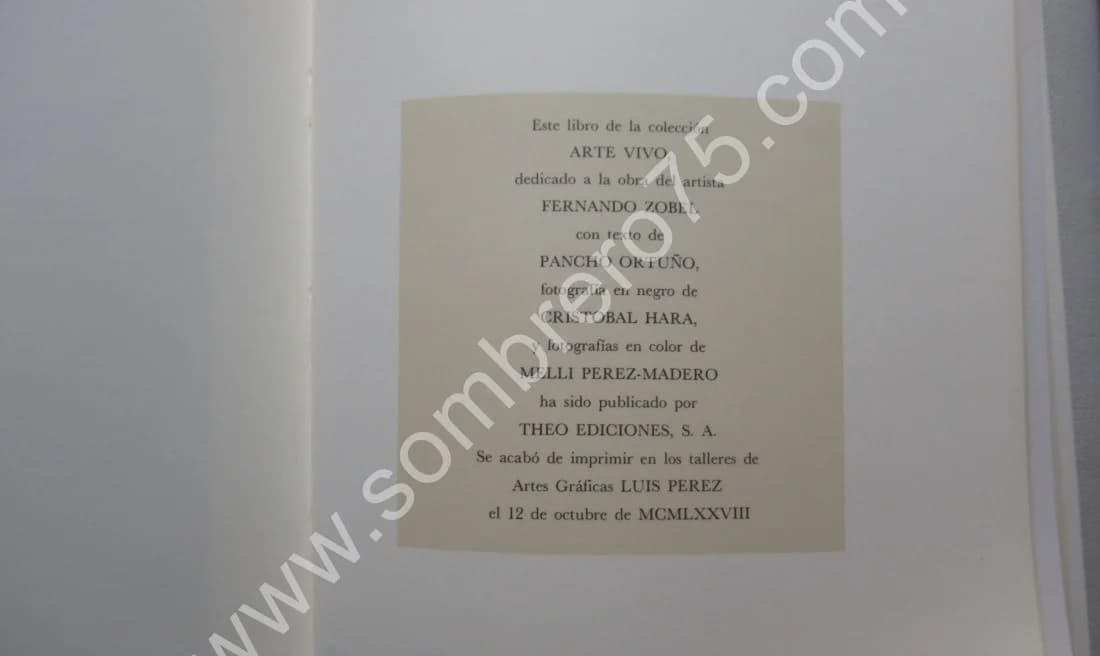 Este libro de la colección
ARTE VIVO,
dedicado a la obra del artista
FERNANDO ZOBEL
con texto de
PANCHO ORTUÑO,
fotografía en negro de
CRISTOBAL HARA,
y fotografías en color de
MELLI PEREZ-MADERO
ha sido publicado por
THEO EDICIONES, S. A.
Se acabó de imprimir en los talleres de
Artes Gráficas LUIS PEREZ
el 12 de octubre de MCMLXXVIII
www.sombrero75.com